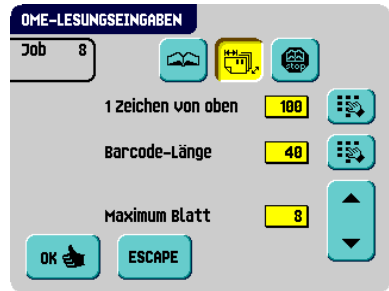 OME-LESUNGSEINGABEN
Job 8
stop
1 Zeichen von oben 100
Barcode-Länge 40
Maximum Blatt 8
OK ESCAPE